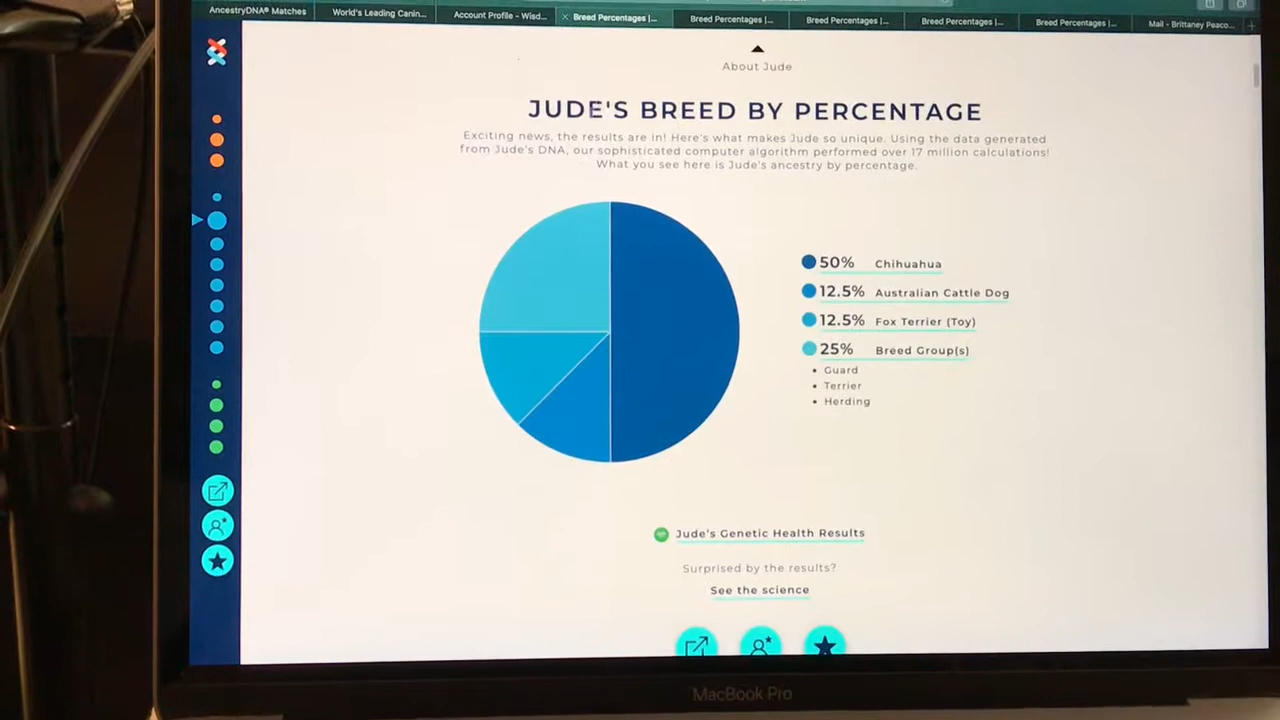 AncestryDNA® Matches
World's Leading Canin...
Account Profile - Wisd...
Breed Percentages |...
Breed Percentages |...
Breed Percentages |...
Breed Percentages |...
Breed Percentages |...
Mail - Brittaney Peaco...
About Jude
JUDE'S BREED BY PERCENTAGE
Exciting news, the results are in! Here's what makes Jude so unique. Using the data generated
from Jude's DNA, our sophisticated computer algorithm performed over 17 million calculations!
What you see here is Jude's ancestry by percentage.
50% Chihuahua
12.5% Australian Cattle Dog
12.5% Fox Terrier (Toy)
25% Breed Group(s)
• Guard
• Terrier
• Herding
Jude's Genetic Health Results
Surprised by the results?
See the science
MacBook Pro